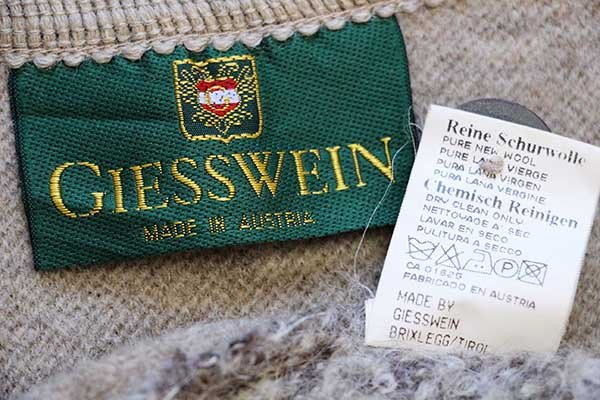 GIESSWEIN
MADE IN AUSTRIA
Reine Schurwolle
PURE NEW WOOL
PURE LAINE VIERGE
PURA LANA VIRGEN
PURA LANA VERGINE
Chemisch Reinigen
DRY CLEAN ONLY
NETTOYAGE A' SEC
LAVAR EN SECO
PULITURA A SECCO
P
CA 01825
FABRICADO EN AUSTRIA
MADE BY
GIESSWEIN
BRIXLEGG/TIROL